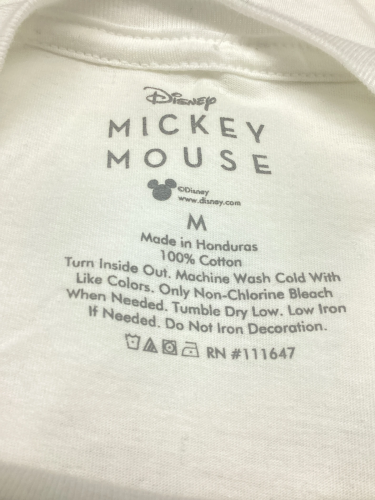 Disney
MICKEY
MOUSE
©Disney
www.disney.com
M
Made in Honduras
100% Cotton
Turn Inside Out. Machine Wash Cold With
Like Colors. Only Non-Chlorine Bleach
When Needed. Tumble Dry Low. Low Iron
If Needed. Do Not Iron Decoration.
RN #111647